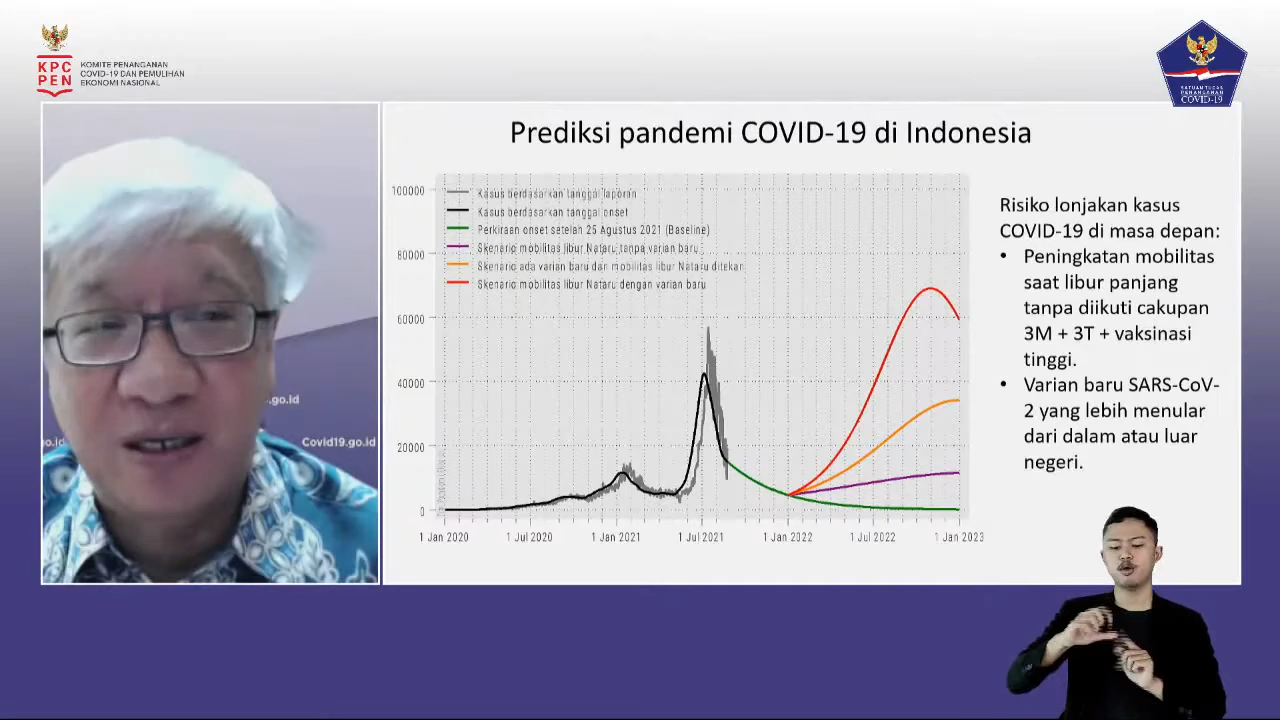 KPC
PEN
KOMITE PENANGANAN
COVID-19 DAN PEMULIHAN
EKONOMI NASIONAL
SATUAN TUGAS
PENANGANAN
COVID-19
Prediksi pandemi COVID-19 di Indonesia
100000
80000
60000
40000
20000
0
Kasus berdasarkan tanggal laporan
Kasus berdasarkan tanggal onset
Perkiraan onset setelah 25 Agustus 2021 (Baseline)
Skenario mobilitas libur Nataru tanpa varian baru
Skenario ada varian baru dan mobilitas libur Nataru ditekan
Skenario mobilitas libur Nataru dengan varian baru
1 Jan 2020
1 Jul 2020
1 Jan 2021
1 Jul 2021
1 Jan 2022
1 Jul 2022
1 Jan 2023
Risiko lonjakan kasus
COVID-19 di masa depan:
• Peningkatan mobilitas
saat libur panjang
tanpa diikuti cakupan
3M + 3T + vaksinasi
tinggi.
• Varian baru SARS-CoV-
2 yang lebih menular
dari dalam atau luar
negeri.
.go.id
o.id
Covid19.go.id